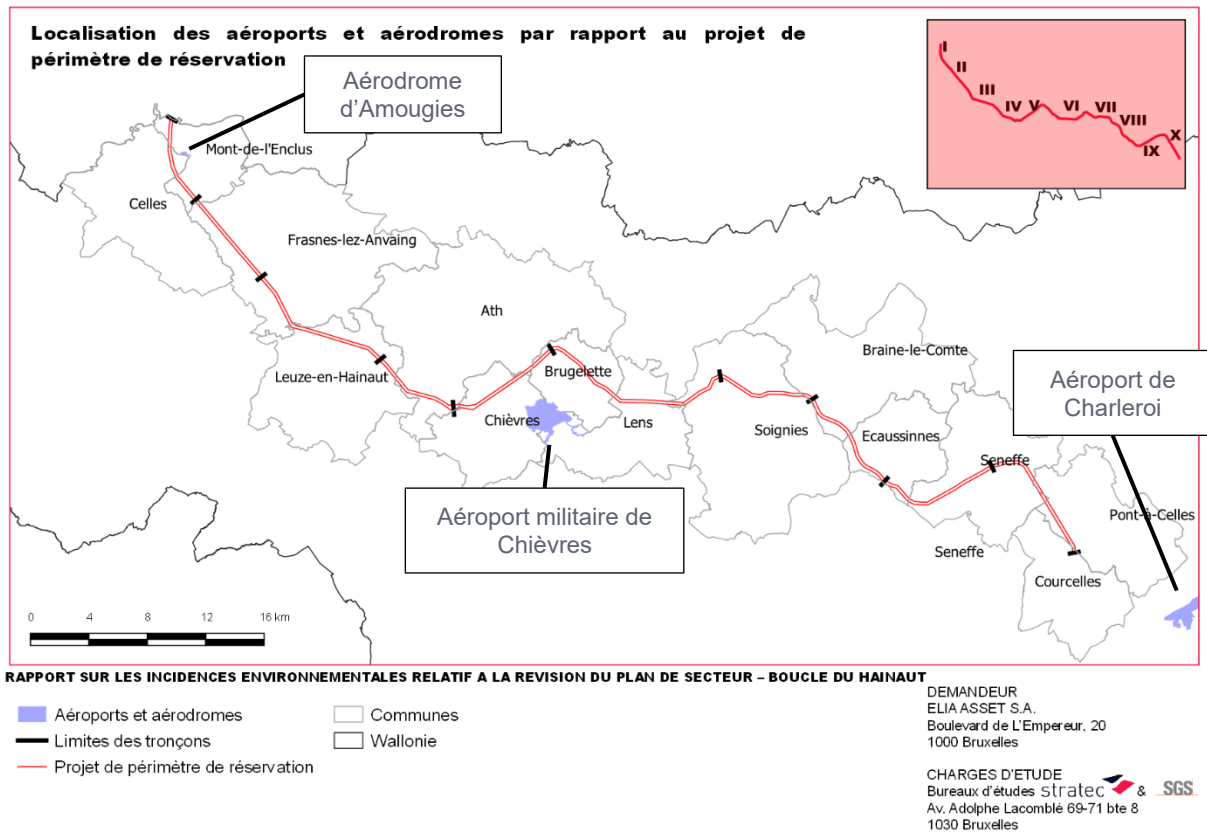 Localisation des aéroports et aérodromes par rapport au projet de
périmètre de réservation
Aérodrome
d'Amougies
I
II
III
IV
V
VI
VII
VIII
IX
X
Mont-de-l'Enclus
Celles
Frasnes-lez-Anvaing
Ath
Leuze-en-Hainaut
Brugelette
Chièvres
Lens
Braine-le-Comte
Soignies
Ecaussinnes
Seneffe
Aéroport de
Charleroi
Pont-à-Celles
Seneffe
Courcelles
Aéroport militaire de
Chièvres
0 4 8 12 16 km
RAPPORT SUR LES INCIDENCES ENVIRONNEMENTALES RELATIF A LA REVISION DU PLAN DE SECTEUR – BOUCLE DU HAINAUT
Aéroports et aérodromes
Limites des tronçons
Projet de périmètre de réservation
Communes
Wallonie
DEMANDEUR
ELIA ASSET S.A.
Boulevard de L'Empereur, 20
1000 Bruxelles
CHARGES D'ETUDE
Bureaux d'études stratec & SGS
Av. Adolphe Lacomblé 69-71 bte 8
1030 Bruxelles